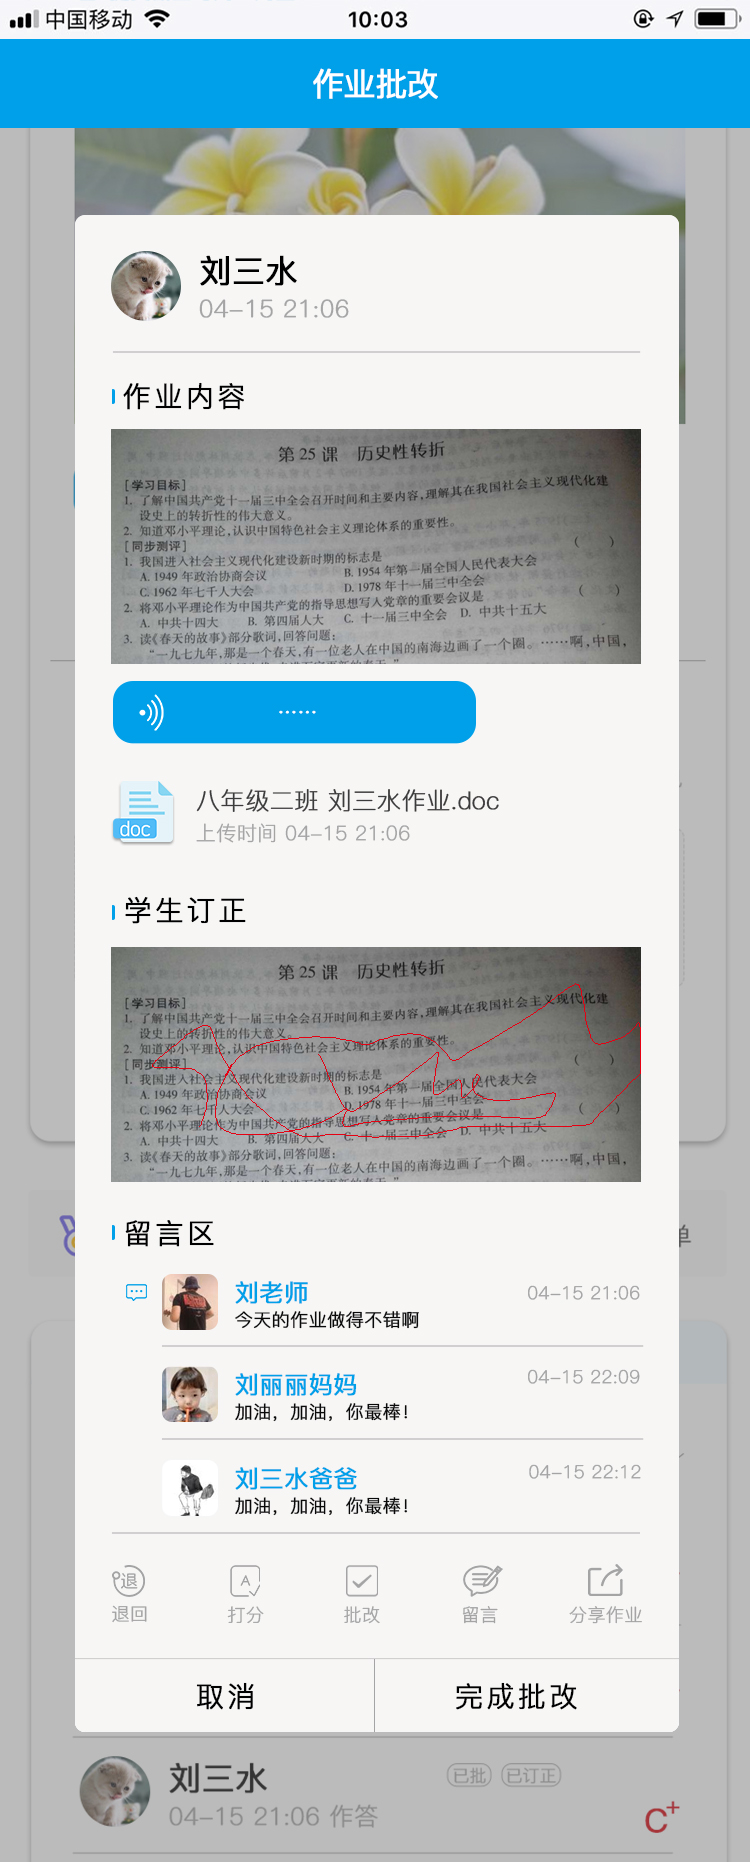 中国移动
10:03
作业批改
刘三水
04-15 21:06
作业内容
第 25 课 历史性转折
[学习目标]
1. 了解中国共产党十一届三中全会召开时间和主要内容,理解其在我国社会主义现代化建
设史上的转折性的伟大意义。
2. 知道邓小平理论,认识中国特色社会主义理论体系的重要性。
[同步测评]
1. 我国进入社会主义现代化建设新时期的标志是 ( )
A. 1949 年政治协商会议 B. 1954 年第一届全国人民代表大会
C. 1962 年七千人大会 D. 1978 年十一届三中全会
2. 将邓小平理论作为中国共产党的指导思想写入党章的重要会议是 ( )
A. 中共十四大 B. 第四届人大 C. 十一届三中全会 D. 中共十五大
3. 读《春天的故事》部分歌词,回答问题:
“一九七九年,那是一个春天,有一位老人在中国的南海边画了一个圈。……啊,中国,
......
doc
八年级二班 刘三水作业.doc
上传时间 04-15 21:06
学生订正
第 25 课 历史性转折
[学习目标]
1. 了解中国共产党十一届三中全会召开时间和主要内容,理解其在我国社会主义现代化建
设史上的转折性的伟大意义。
2. 知道邓小平理论,认识中国特色社会主义理论体系的重要性。
[同步测评]
1. 我国进入社会主义现代化建设新时期的标志是 ( )
A. 1949 年政治协商会议 B. 1954 年第一届全国人民代表大会
C. 1962 年七千人大会 D. 1978 年十一届三中全会
2. 将邓小平理论作为中国共产党的指导思想写入党章的重要会议是 ( )
A. 中共十四大 B. 第四届人大 C. 十一届三中全会 D. 中共十五大
3. 读《春天的故事》部分歌词,回答问题:
“一九七九年,那是一个春天,有一位老人在中国的南海边画了一个圈。……啊,中国,
留言区
单
刘老师 04-15 21:06
今天的作业做得不错啊
刘丽丽妈妈 04-15 22:09
加油，加油，你最棒！
刘三水爸爸 04-15 22:12
加油，加油，你最棒！
退 A
退回 打分 批改 留言 分享作业
取消 完成批改
刘三水 已批 已订正
04-15 21:06 作答
C+